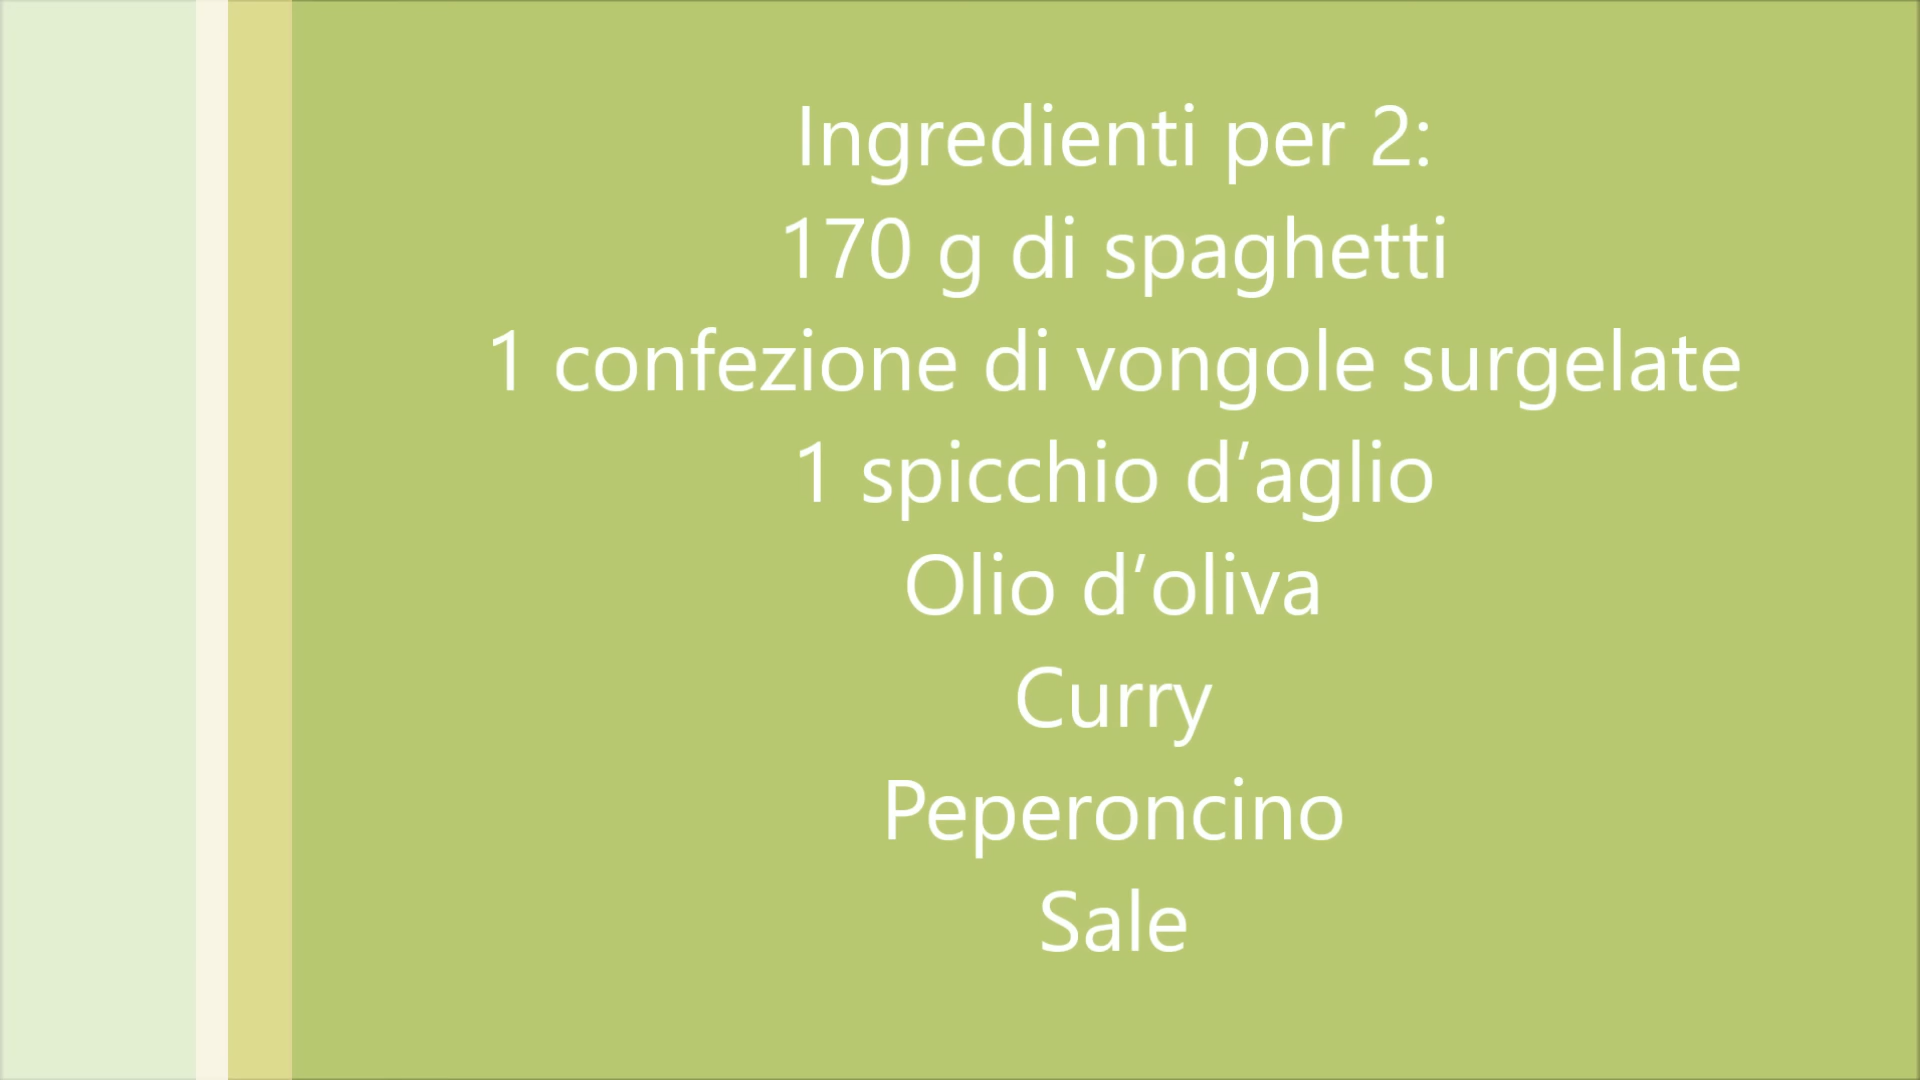 Ingredienti per 2:
170 g di spaghetti
1 confezione di vongole surgelate
1 spicchio d’aglio
Olio d’oliva
Curry
Peperoncino
Sale